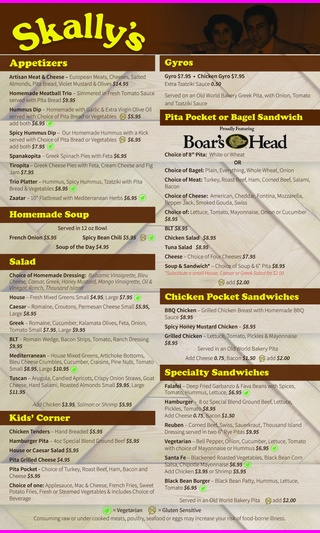 Skally's
Appetizers
Artisan Meat & Cheese – European Meats, Cheeses, Salted
Almonds, Pita Bread, Violet Mustard & Olives $14.95
Homemade Meatball Trio – Simmered in Fresh Tomato Sauce
served with Pita Bread $9.95
Hummus Dip – Homemade with Garlic & Extra Virgin Olive Oil
served with Choice of Pita Bread or Vegetables $5.95
add both $6.95
Spicy Hummus Dip – Our Homemade Hummus with a Kick
served with Choice of Pita Bread or Vegetables $6.95
add both $7.95
Spanakopita – Greek Spinach Pies with Feta $6.95
Tiropita – Greek Cheese Pies with Feta, Cream Cheese and Fig
Jam $7.95
Trio Platter – Hummus, Spicy Hummus, Tzatziki with Pita
Bread & Vegetables $8.95
Zaatar – 10" Flatbread with Mediterranean Herbs $6.95
Homemade Soup
Served in 12 oz Bowl
French Onion $5.95 Spicy Bean Chili $5.95
Soup of the Day $4.95
Salad
Choice of Homemade Dressing: Balsamic Vinaigrette, Bleu
Cheese, Caesar, Greek, Honey Mustard, Mango Vinaigrette, Oil &
Vinegar, Ranch, Thousand Island
House – Fresh Mixed Greens Small $4.95, Large $7.95
Caesar – Romaine, Croutons, Parmesan Cheese Small $5.95,
Large $8.95
Greek – Romaine, Cucumber, Kalamata Olives, Feta, Onion,
Tomato Small $7.95, Large $9.95
BLT – Romain Wedge, Bacon Strips, Tomato, Ranch Dressing
$9.95
Mediterranean – House Mixed Greens, Artichoke Bottoms,
Bleu Cheese Crumbles, Cucumber, Craisins, Pine Nuts, Tomato
Small $8.95, Large $10.95
Tuscan – Arugula, Candied Apricots, Crispy Onion Straws, Goat
Cheese, Head Salami, Roasted Almonds Small $9.95, Large
$11.95
Add Chicken $3.95, Salmon or Shrimp $5.95
Kids' Corner
Chicken Tenders – Hand Breaded $5.95
Hamburger Pita – 4oz Special Blend Ground Beef $5.95
House or Caesar Salad $5.95
Pita Grilled Cheese $4.95
Pita Pocket – Choice of Turkey, Roast Beef, Ham, Bacon and
Cheese $5.95
Choice of one: Applesauce, Mac & Cheese, French Fries, Sweet
Potato Fries, Fresh or Steamed Vegetables & Includes Choice of
Beverage
Gyros
Gyro $7.95 • Chicken Gyro $7.95
Extra Tzatziki Sauce 0.50
Served on an Old World Bakery Greek Pita, with Onion, Tomato
and Tzatziki Sauce
Pita Pocket or Bagel Sandwich
Proudly Featuring
Boar's Head
Choice of 8" Pita: White or Wheat
OR
Choice of Bagel: Plain, Everything, Whole Wheat, Onion
Choice of Meat: Turkey, Roast Beef, Ham, Corned Beef, Salami,
Bacon
Choice of Cheese: American, Cheddar, Fontina, Mozzarella,
Pepper Jack, Smoked Gouda, Swiss
Choice of: Lettuce, Tomato, Mayonnaise, Onion or Cucumber
$8.95
BLT $8.95
Chicken Salad $8.95
Tuna Salad $8.95
Cheese – Choice of Four Cheeses $7.95
Soup & Sandwich* – Choice of Soup & 4" Pita $8.95
*Substitute a small House, Caesar or Greek Salad for $1.00
add $2.00
Chicken Pocket Sandwiches
BBQ Chicken – Grilled Chicken Breast with Homemade BBQ
Sauce $8.95
Spicy Honey Mustard Chicken – $8.95
Grilled Chicken – Lettuce, Tomato, Pickles & Mayonnaise
$8.95
Served in an Old World Bakery Pita
Add Cheese 0.75, Bacon $1.50 add $2.00
Specialty Sandwiches
Falafel – Deep Fried Garbanzo & Fava Beans with Spices,
Tomato, Hummus, Lettuce, $6.95
Hamburger – 8 oz Special Blend Ground Beef, Lettuce,
Pickles, Tomato $8.95
Add Cheese 0.75, Bacon $1.50
Reuben – Corned Beef, Swiss, Sauerkraut, Thousand Island
Dressing served in two 6" Rye Pitas $9.95
Vegetarian – Bell Pepper, Onion, Cucumber, Lettuce, Tomato
with choice of Mayonnaise or Hummus $6.95
Santa Fe – Blackened Roasted Vegetables, Black Bean Corn
Salsa, Chipotle Mayonnaise $6.95
Add Chicken $3.95 or Shrimp $5.95
Black Bean Burger – Black Bean Patty, Hummus, Lettuce,
Tomato $6.95
Served in an Old World Bakery Pita add $2.00
= Vegetarian = Gluten Sensitive
Consuming raw or under-cooked meats, poultry, seafood or eggs may increase your risk of food-borne illness.